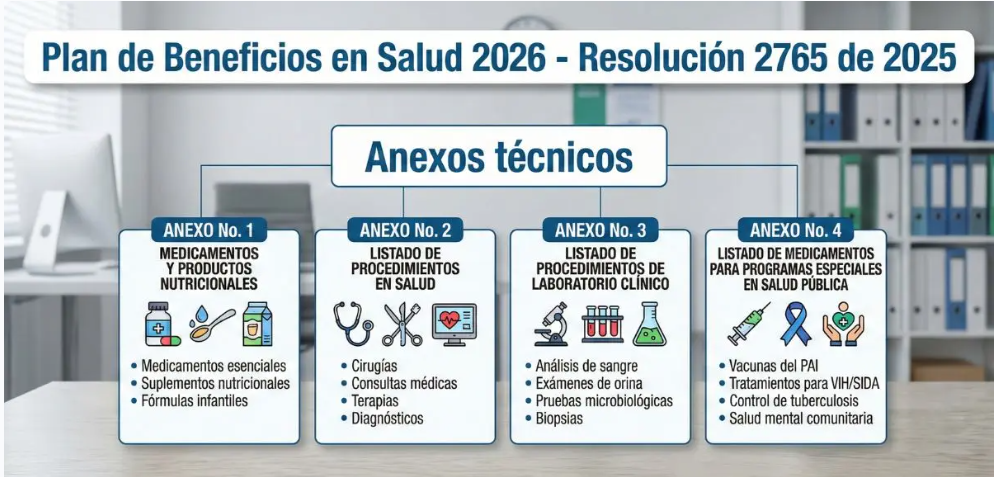 Plan de Beneficios en Salud 2026 - Resolución 2765 de 2025
Anexos técnicos
ANEXO No. 1
MEDICAMENTOS
Y PRODUCTOS
NUTRICIONALES
• Medicamentos esenciales
• Suplementos nutricionales
• Fórmulas infantiles
ANEXO No. 2
LISTADO DE
PROCEDIMIENTOS
EN SALUD
• Cirugías
• Consultas médicas
• Terapias
• Diagnósticos
ANEXO No. 3
LISTADO DE
PROCEDIMIENTOS DE
LABORATORIO CLÍNICO
• Análisis de sangre
• Exámenes de orina
• Pruebas microbiológicas
• Biopsias
ANEXO No. 4
LISTADO DE MEDICAMENTOS
PARA PROGRAMAS ESPECIALES
EN SALUD PÚBLICA
• Vacunas del PAI
• Tratamientos para VIH/SIDA
• Control de tuberculosis
• Salud mental comunitaria